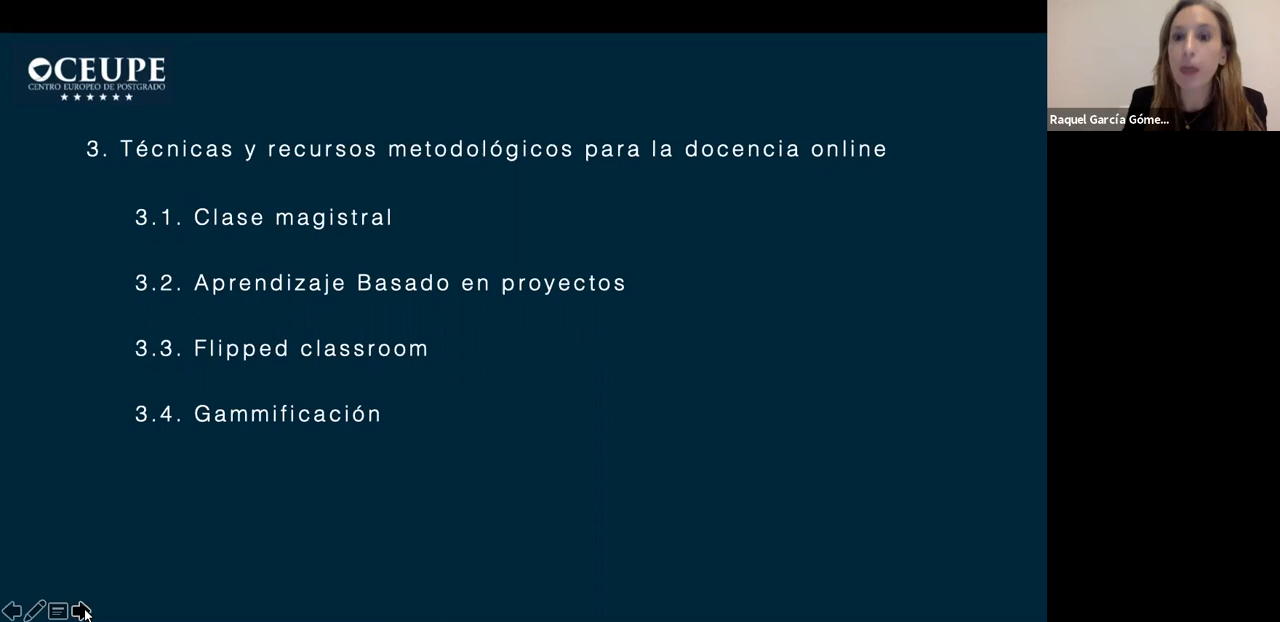 CEUPE
CENTRO EUROPEO DE POSTGRADO
3. Técnicas y recursos metodológicos para la docencia online
3.1. Clase magistral
3.2. Aprendizaje Basado en proyectos
3.3. Flipped classroom
3.4. Gammificación
Raquel García Góme...